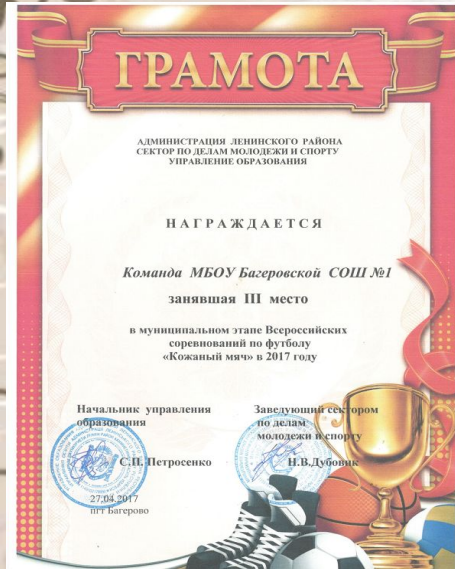 ГРАМОТА
АДМИНИСТРАЦИЯ ЛЕНИНСКОГО РАЙОНА
СЕКТОР ПО ДЕЛАМ МОЛОДЕЖИ И СПОРТУ
УПРАВЛЕНИЕ ОБРАЗОВАНИЯ
НАГРАЖДАЕТСЯ
Команда МБОУ Багеровской СОШ №1
занявшая III место
в муниципальном этапе Всероссийских
соревнований по футболу
«Кожаный мяч» в 2017 году
Начальник управления
образования
С.П. Петросенко
27.04.2017
пгт Багерово
Заведующий сектором
по делам
молодежи и спорту
Н.В.Дубовик